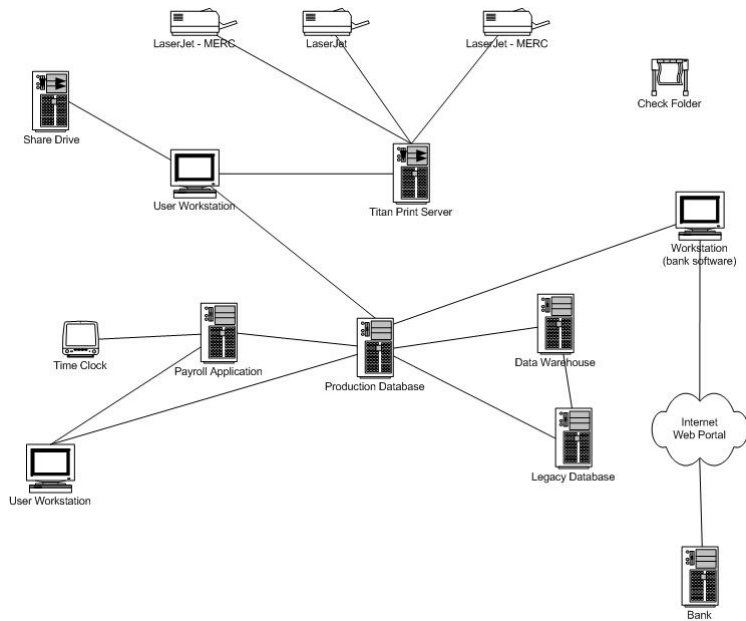 LaserJet - MERC
LaserJet
LaserJet - MERC
Check Folder
Share Drive
User Workstation
Titan Print Server
Workstation
(bank software)
Time Clock
Payroll Application
Production Database
Data Warehouse
Internet
Web Portal
User Workstation
Legacy Database
Bank